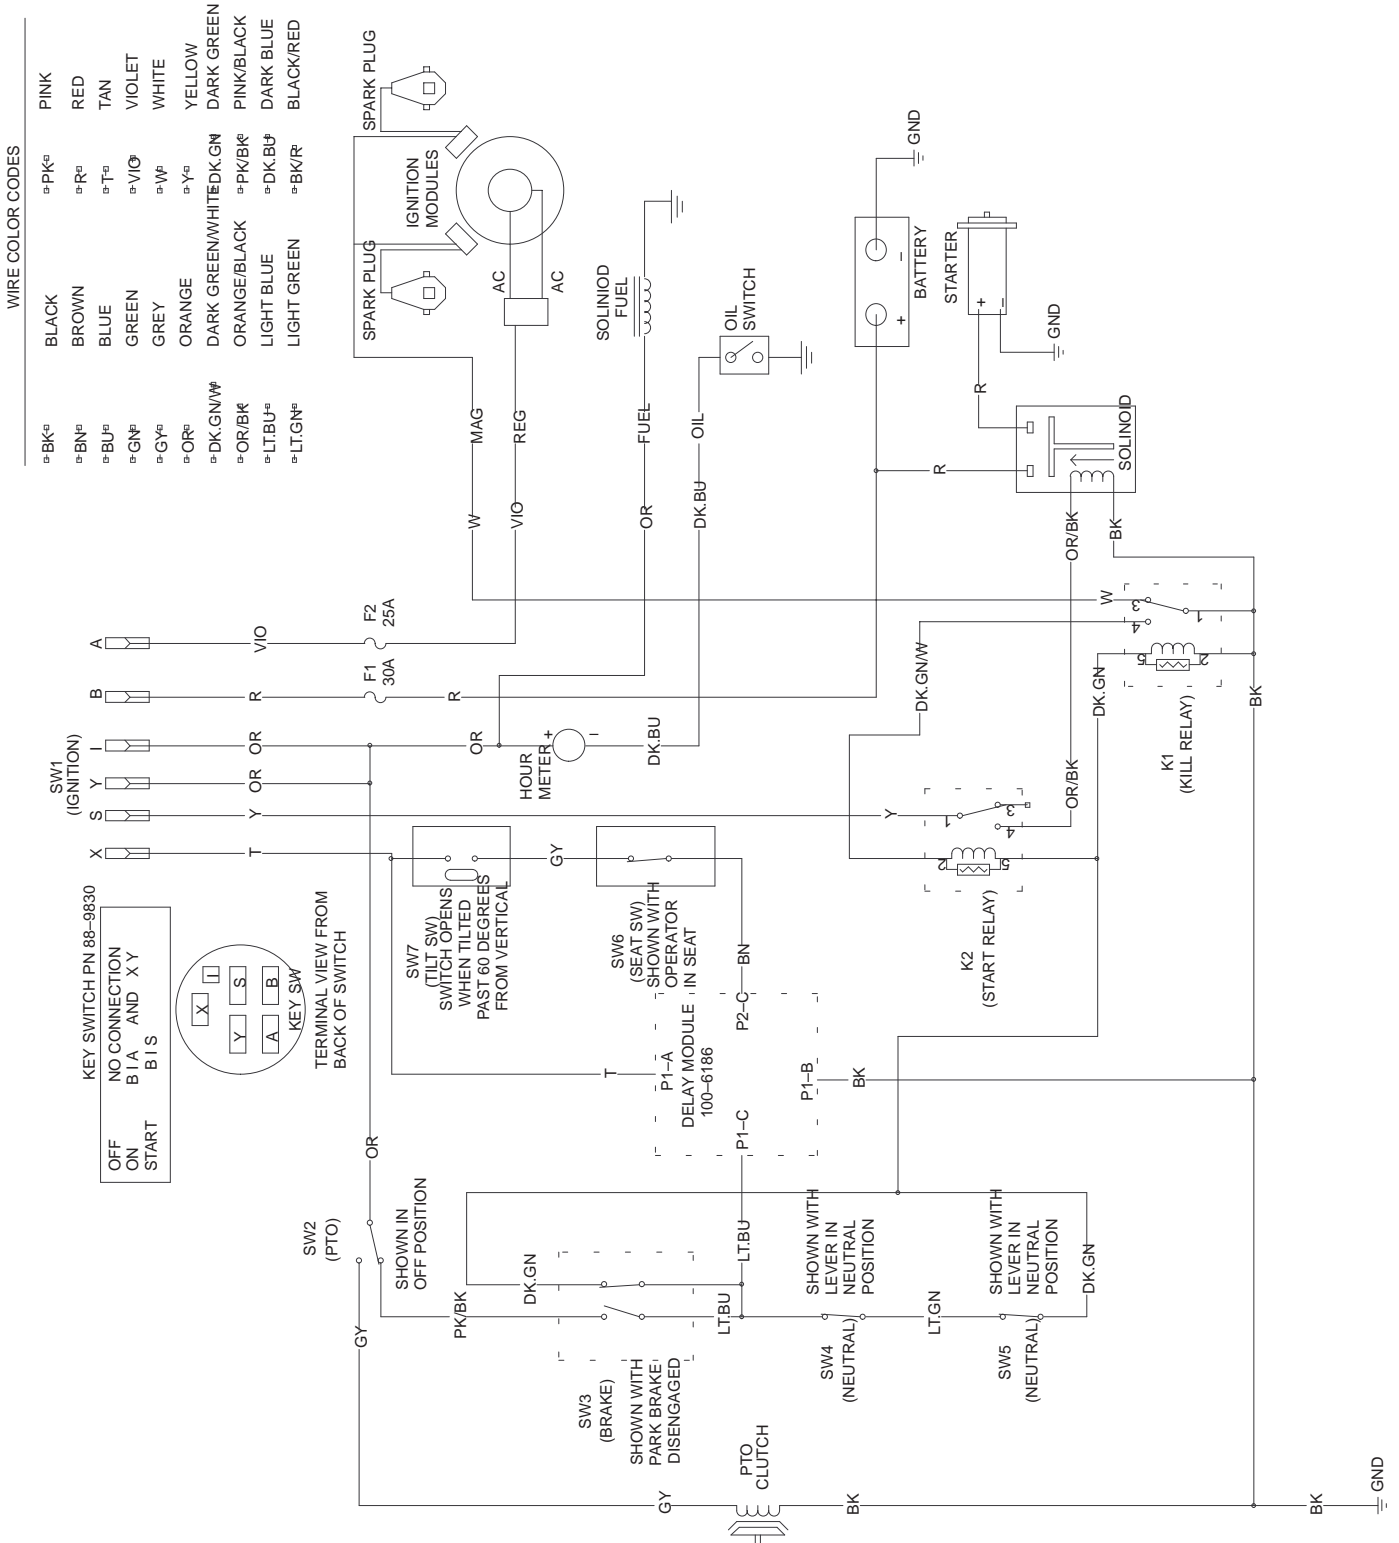 WIRE COLOR CODES
BK BLACK PK PINK
BN BROWN R RED
BU BLUE T TAN
GN GREEN VIO VIOLET
GY GREY W WHITE
OR ORANGE Y YELLOW
DK.GN/W DARK GREEN/WHITE DK.GN DARK GREEN
OR/BK ORANGE/BLACK PK/BK PINK/BLACK
LT.BU LIGHT BLUE DK.BU DARK BLUE
LT.GN LIGHT GREEN BK/R BLACK/RED
SW1
(IGNITION)
X
S
Y
I
B
A
T
Y
OR
OR
R
VIO
F1
30A
F2
25A
R
OR
KEY SWITCH PN 88–9830
OFF NO CONNECTION
ON B I A AND X Y
START B I S
X
I
Y
S
A
B
KEY SW
TERMINAL VIEW FROM
BACK OF SWITCH
SPARK PLUG
SPARK PLUG
IGNITION
MODULES
AC
AC
W
MAG
VIO
REG
SOLINIOD
FUEL
OR
FUEL
OIL
SWITCH
DK.BU
OIL
HOUR
METER
+
–
DK.BU
BATTERY
+
–
GND
STARTER
+
–
GND
R
R
SOLINOID
OR/BK
BK
W
3
4
1
5
2
K1
(KILL RELAY)
DK.GN/W
DK.GN
OR/BK
BK
Y
1
3
4
2
5
K2
(START RELAY)
SW7
(TILT SW)
SWITCH OPENS
WHEN TILTED
PAST 60 DEGREES
FROM VERTICAL
GY
SW6
(SEAT SW)
SHOWN WITH
OPERATOR
IN SEAT
BN
T
P1–A
P2–C
DELAY MODULE
100–6186
P1–C
P1–B
BK
LT.BU
OR
SW2
(PTO)
SHOWN IN
OFF POSITION
GY
PK/BK
DK.GN
SW3
(BRAKE)
SHOWN WITH
PARK BRAKE
DISENGAGED
LT.BU
SHOWN WITH
LEVER IN
NEUTRAL
POSITION
SW4
(NEUTRAL)
LT.GN
SHOWN WITH
LEVER IN
NEUTRAL
POSITION
SW5
(NEUTRAL)
DK.GN
GY
PTO
CLUTCH
BK
BK
GND